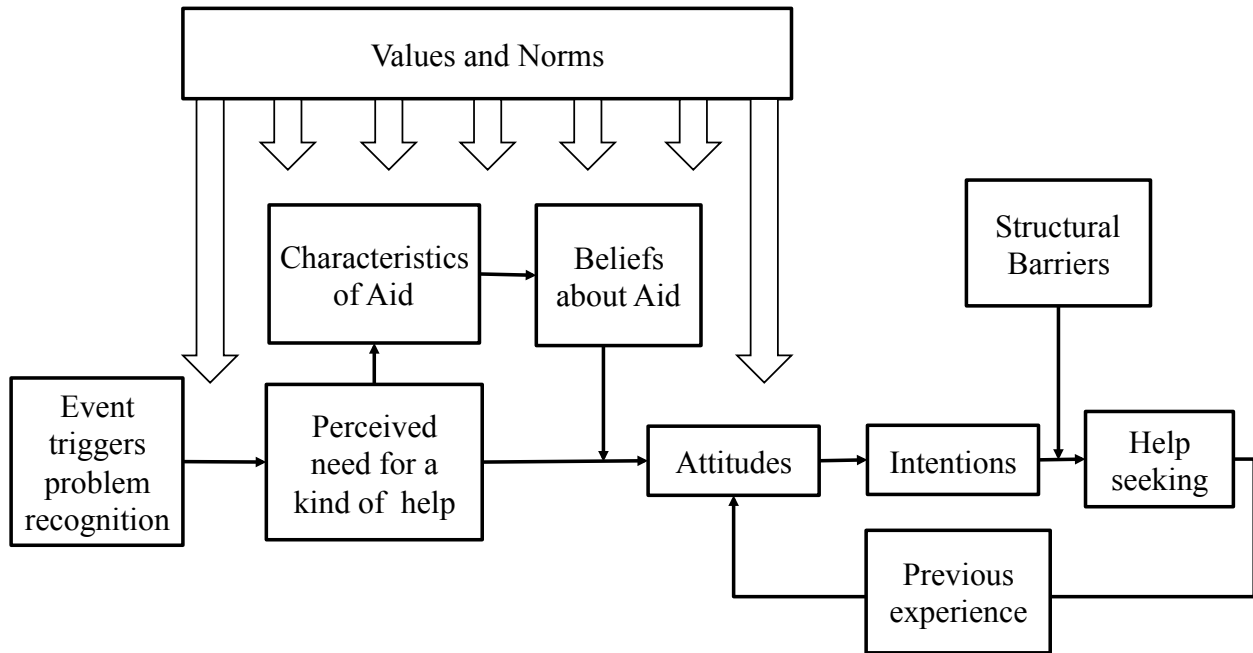 Values and Norms
Characteristics
of Aid
Beliefs
about Aid
Structural
Barriers
Event
triggers
problem
recognition
Perceived
need for a
kind of help
Attitudes
Intentions
Help
seeking
Previous
experience